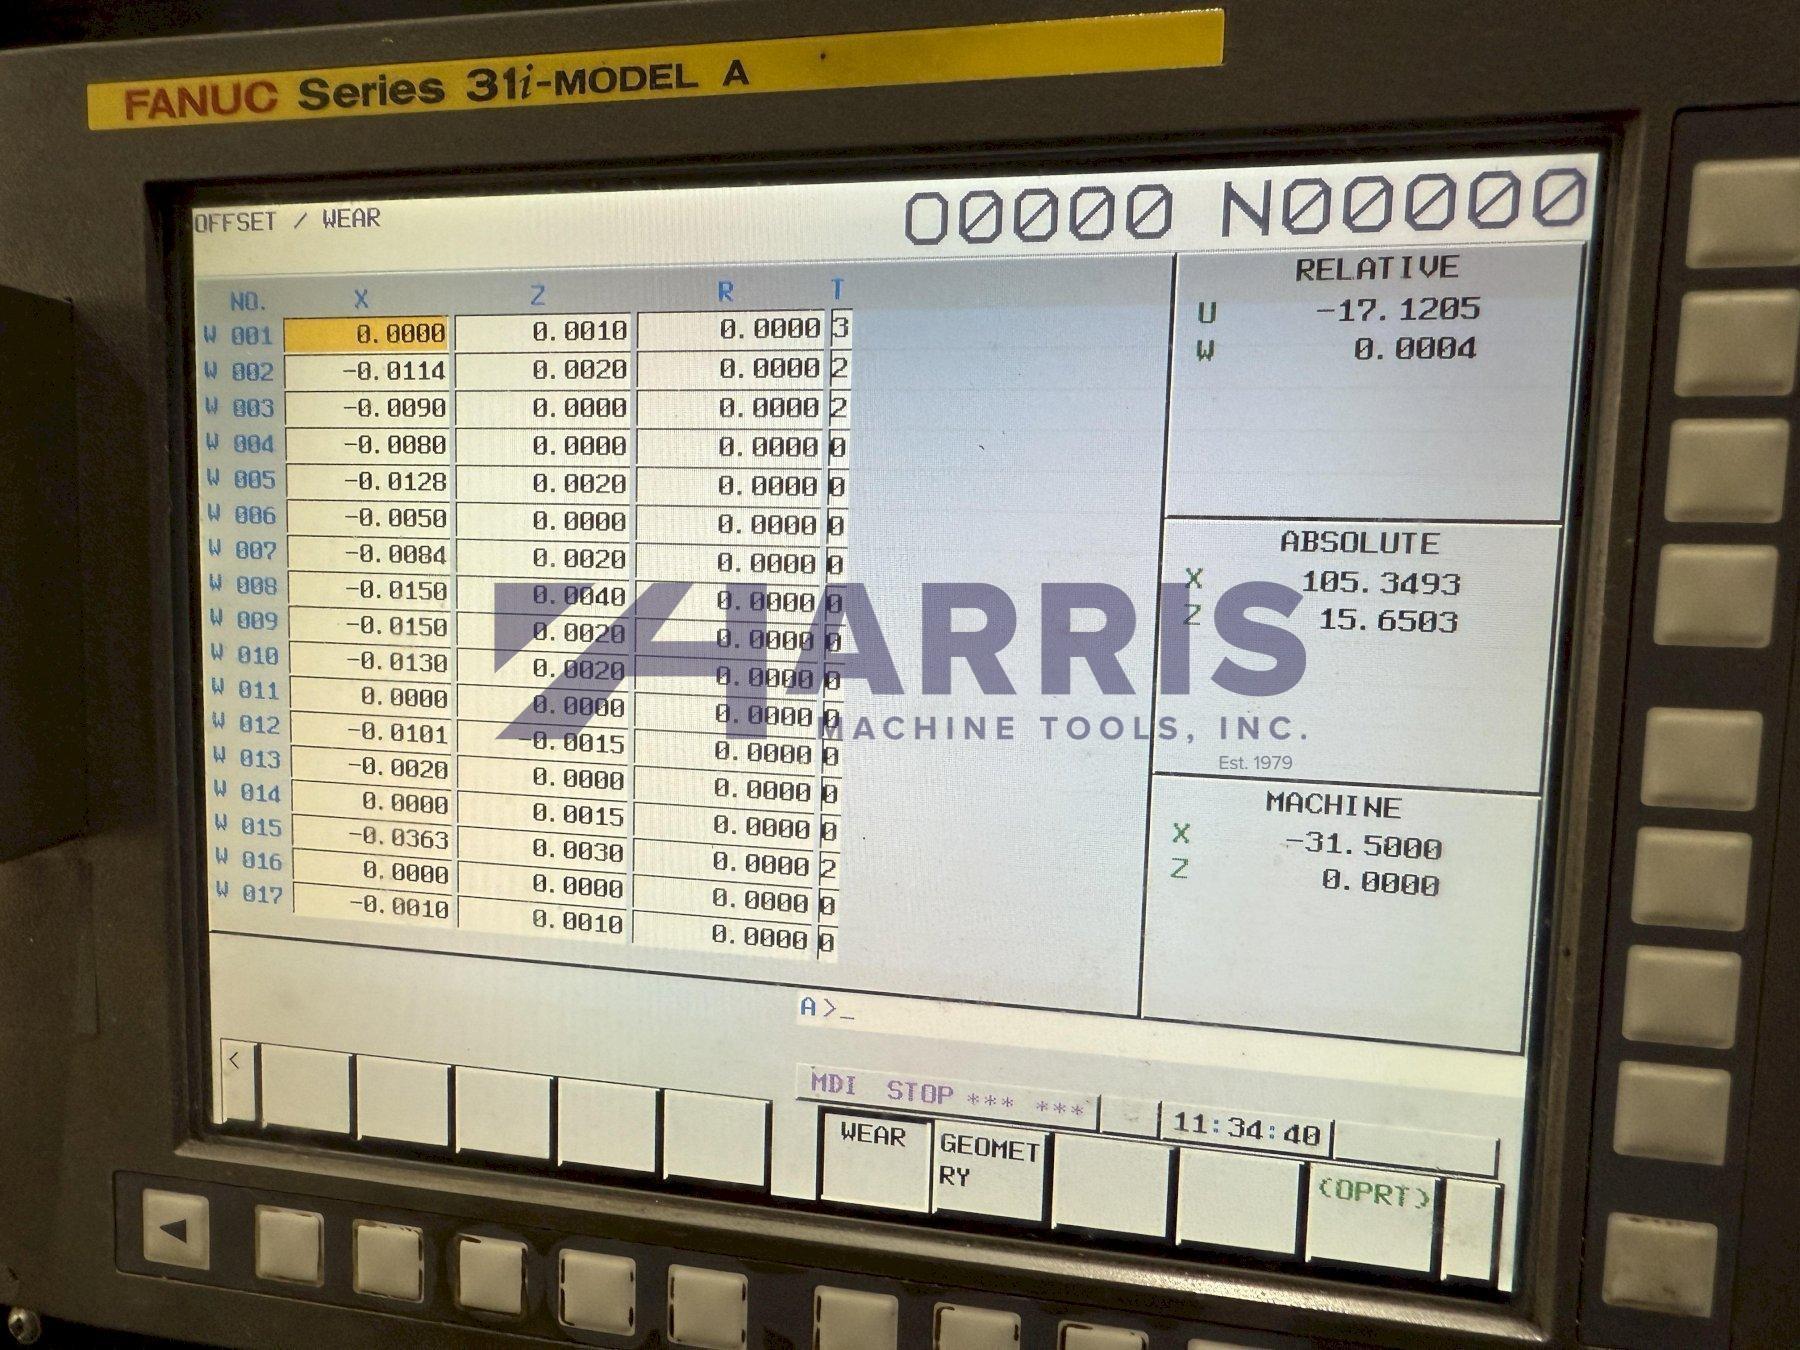 FANUC Series 31i-MODEL A
OFFSET / WEAR
O0000 N00000
NO. X Z R T
W 001 0.0000 0.0010 0.0000 3
W 002 -0.0114 0.0020 0.0000 2
W 003 -0.0090 0.0000 0.0000 2
W 004 -0.0080 0.0000 0.0000 0
W 005 -0.0128 0.0020 0.0000 0
W 006 -0.0050 0.0000 0.0000 0
W 007 -0.0084 0.0020 0.0000 0
W 008 -0.0150 0.0040 0.0000 0
W 009 -0.0150 0.0020 0.0000 0
W 010 -0.0130 0.0020 0.0000 0
W 011 0.0000 0.0000 0.0000 0
W 012 -0.0101 -0.0015 0.0000 0
W 013 -0.0020 0.0000 0.0000 0
W 014 0.0000 0.0015 0.0000 0
W 015 -0.0363 0.0030 0.0000 2
W 016 0.0000 0.0000 0.0000 0
W 017 -0.0010 0.0010 0.0000 0
RELATIVE
U -17.1205
W 0.0004
ABSOLUTE
X 105.3493
Z 15.6503
MACHINE
X -31.5000
Z 0.0000
HARRIS
MACHINE TOOLS, INC.
Est. 1979
A>_
MDI STOP *** ***
11:34:40
<
WEAR
GEOMET
RY
(OPRT)